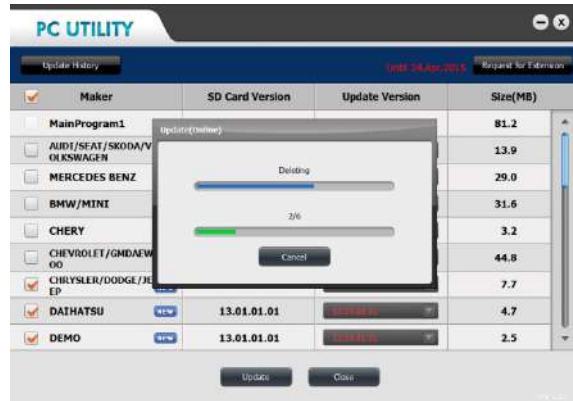 PC UTILITY
Update History
Until 14.Apr.2015
Request for Extension
Maker SD Card Version Update Version Size(MB)
MainProgram1 81.2
Update(Online)
AUDI/SEAT/SKODA/V
OLKSWAGEN 13.9
Deleting
MERCEDES BENZ 29.0
BMW/MINI 31.6
2/6
CHERY 3.2
Cancel
CHEVROLET/GMDAEW
OO 44.8
CHRYSLER/DODGE/JE
EP 7.7
DAIHATSU NEW 13.01.01.01 4.7
DEMO NEW 13.01.01.01 2.5
Update Close